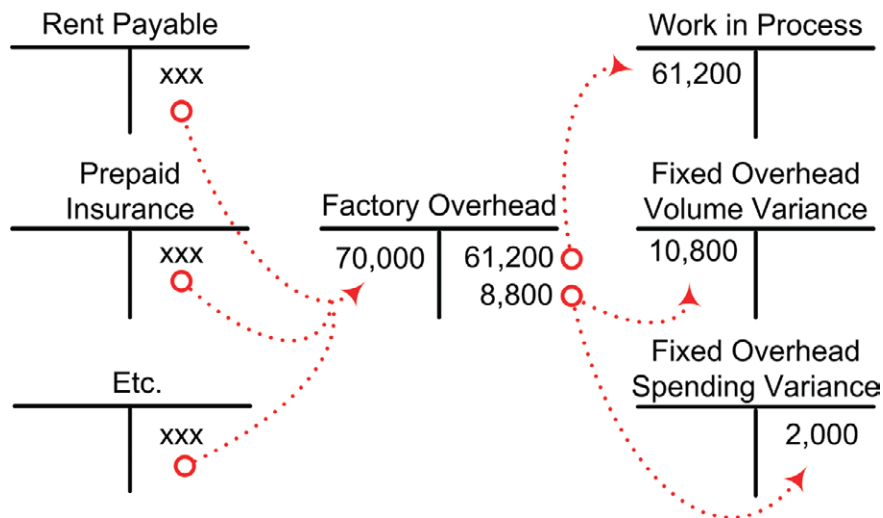 Rent Payable
xxx
Prepaid
Insurance
xxx
Etc.
xxx
Factory Overhead
70,000 61,200
8,800
Work in Process
61,200
Fixed Overhead
Volume Variance
10,800
Fixed Overhead
Spending Variance
2,000